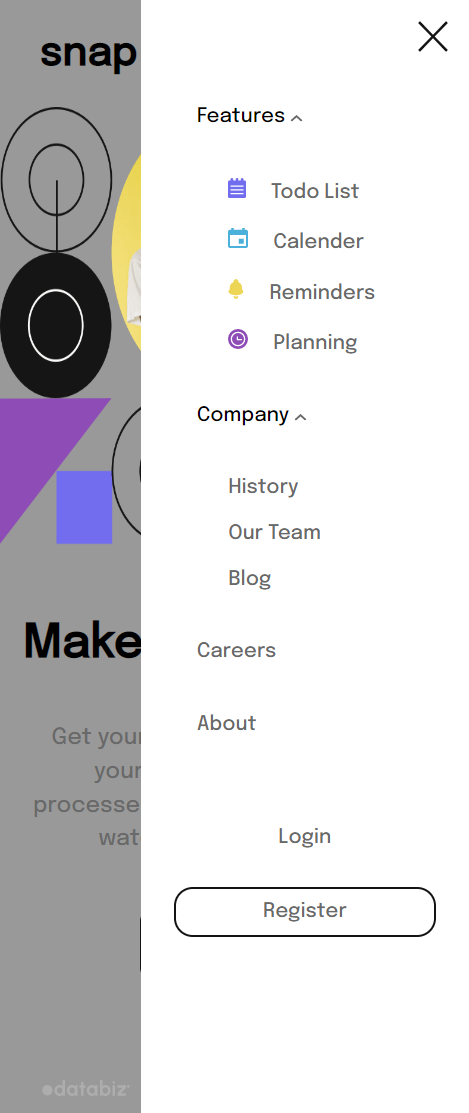 snap
Features
Todo List
Calender
Reminders
Planning
Company
History
Our Team
Blog
Careers
About
Login
Register
Make
Get your
your
processe
wat
databiz